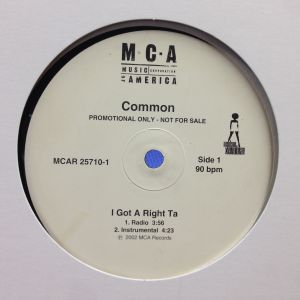 M·C·A
MUSIC CORPORATION
OF AMERICA
Common
PROMOTIONAL ONLY - NOT FOR SALE
MCAR 25710-1
Side 1
90 bpm
I Got A Right Ta
1. Radio 3:56
2. Instrumental 4:23
℗ 2002 MCA Records